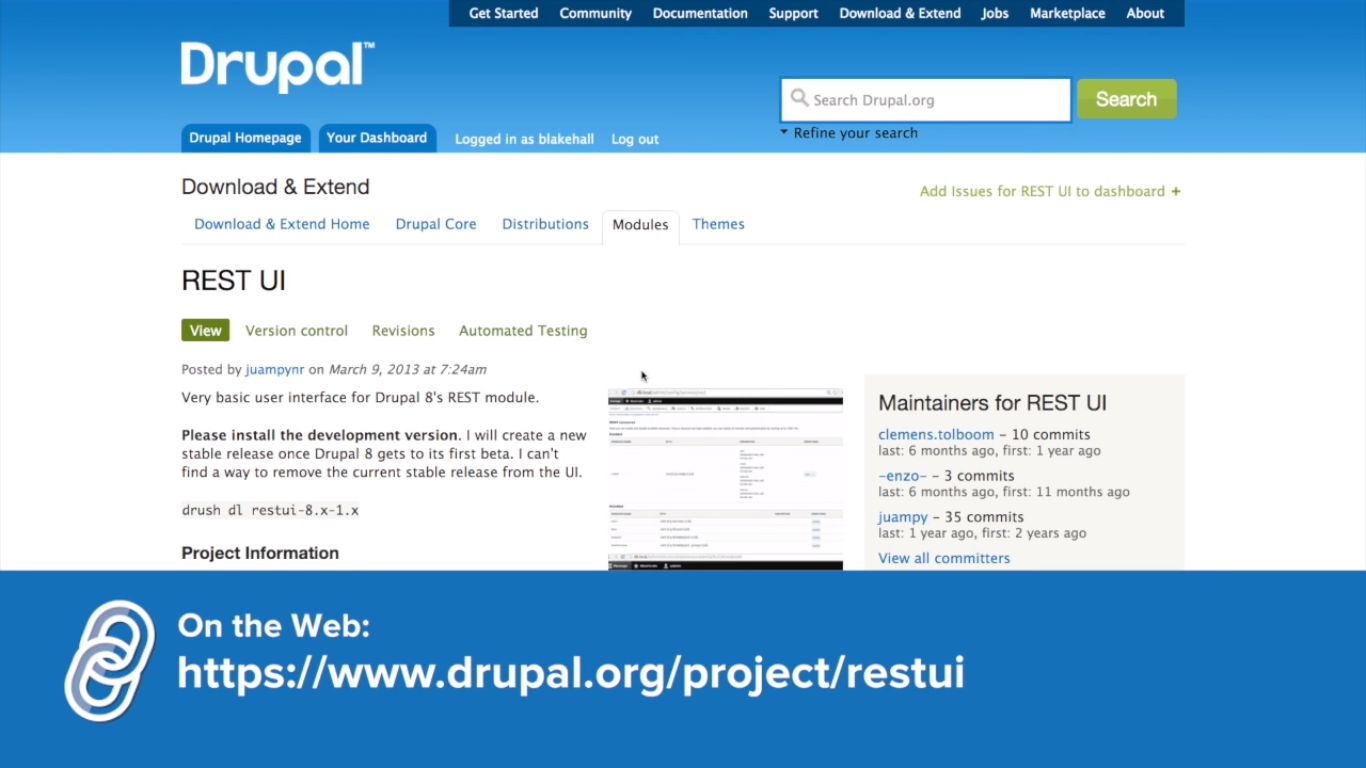 Get Started Community Documentation Support Download & Extend Jobs Marketplace About
Drupal™
Search Drupal.org
Search
Refine your search
Drupal Homepage Your Dashboard Logged in as blakehall Log out
Download & Extend
Add Issues for REST UI to dashboard +
Download & Extend Home Drupal Core Distributions Modules Themes
REST UI
View Version control Revisions Automated Testing
Posted by juampynr on March 9, 2013 at 7:24am
Very basic user interface for Drupal 8's REST module.
Please install the development version. I will create a new
stable release once Drupal 8 gets to its first beta. I can't
find a way to remove the current stable release from the UI.
drush dl restui-8.x-1.x
Project Information
Maintainers for REST UI
clemens.tolboom – 10 commits
last: 6 months ago, first: 1 year ago
-enzo- – 3 commits
last: 6 months ago, first: 11 months ago
juampy – 35 commits
last: 1 year ago, first: 2 years ago
View all committers
On the Web:
https://www.drupal.org/project/restui